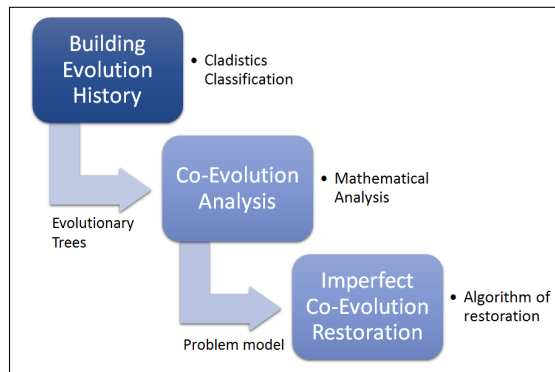 Building
Evolution
History
• Cladistics
Classification
Evolutionary
Trees
Co-Evolution
Analysis
• Mathematical
Analysis
Problem model
Imperfect
Co-Evolution
Restoration
• Algorithm of
restoration